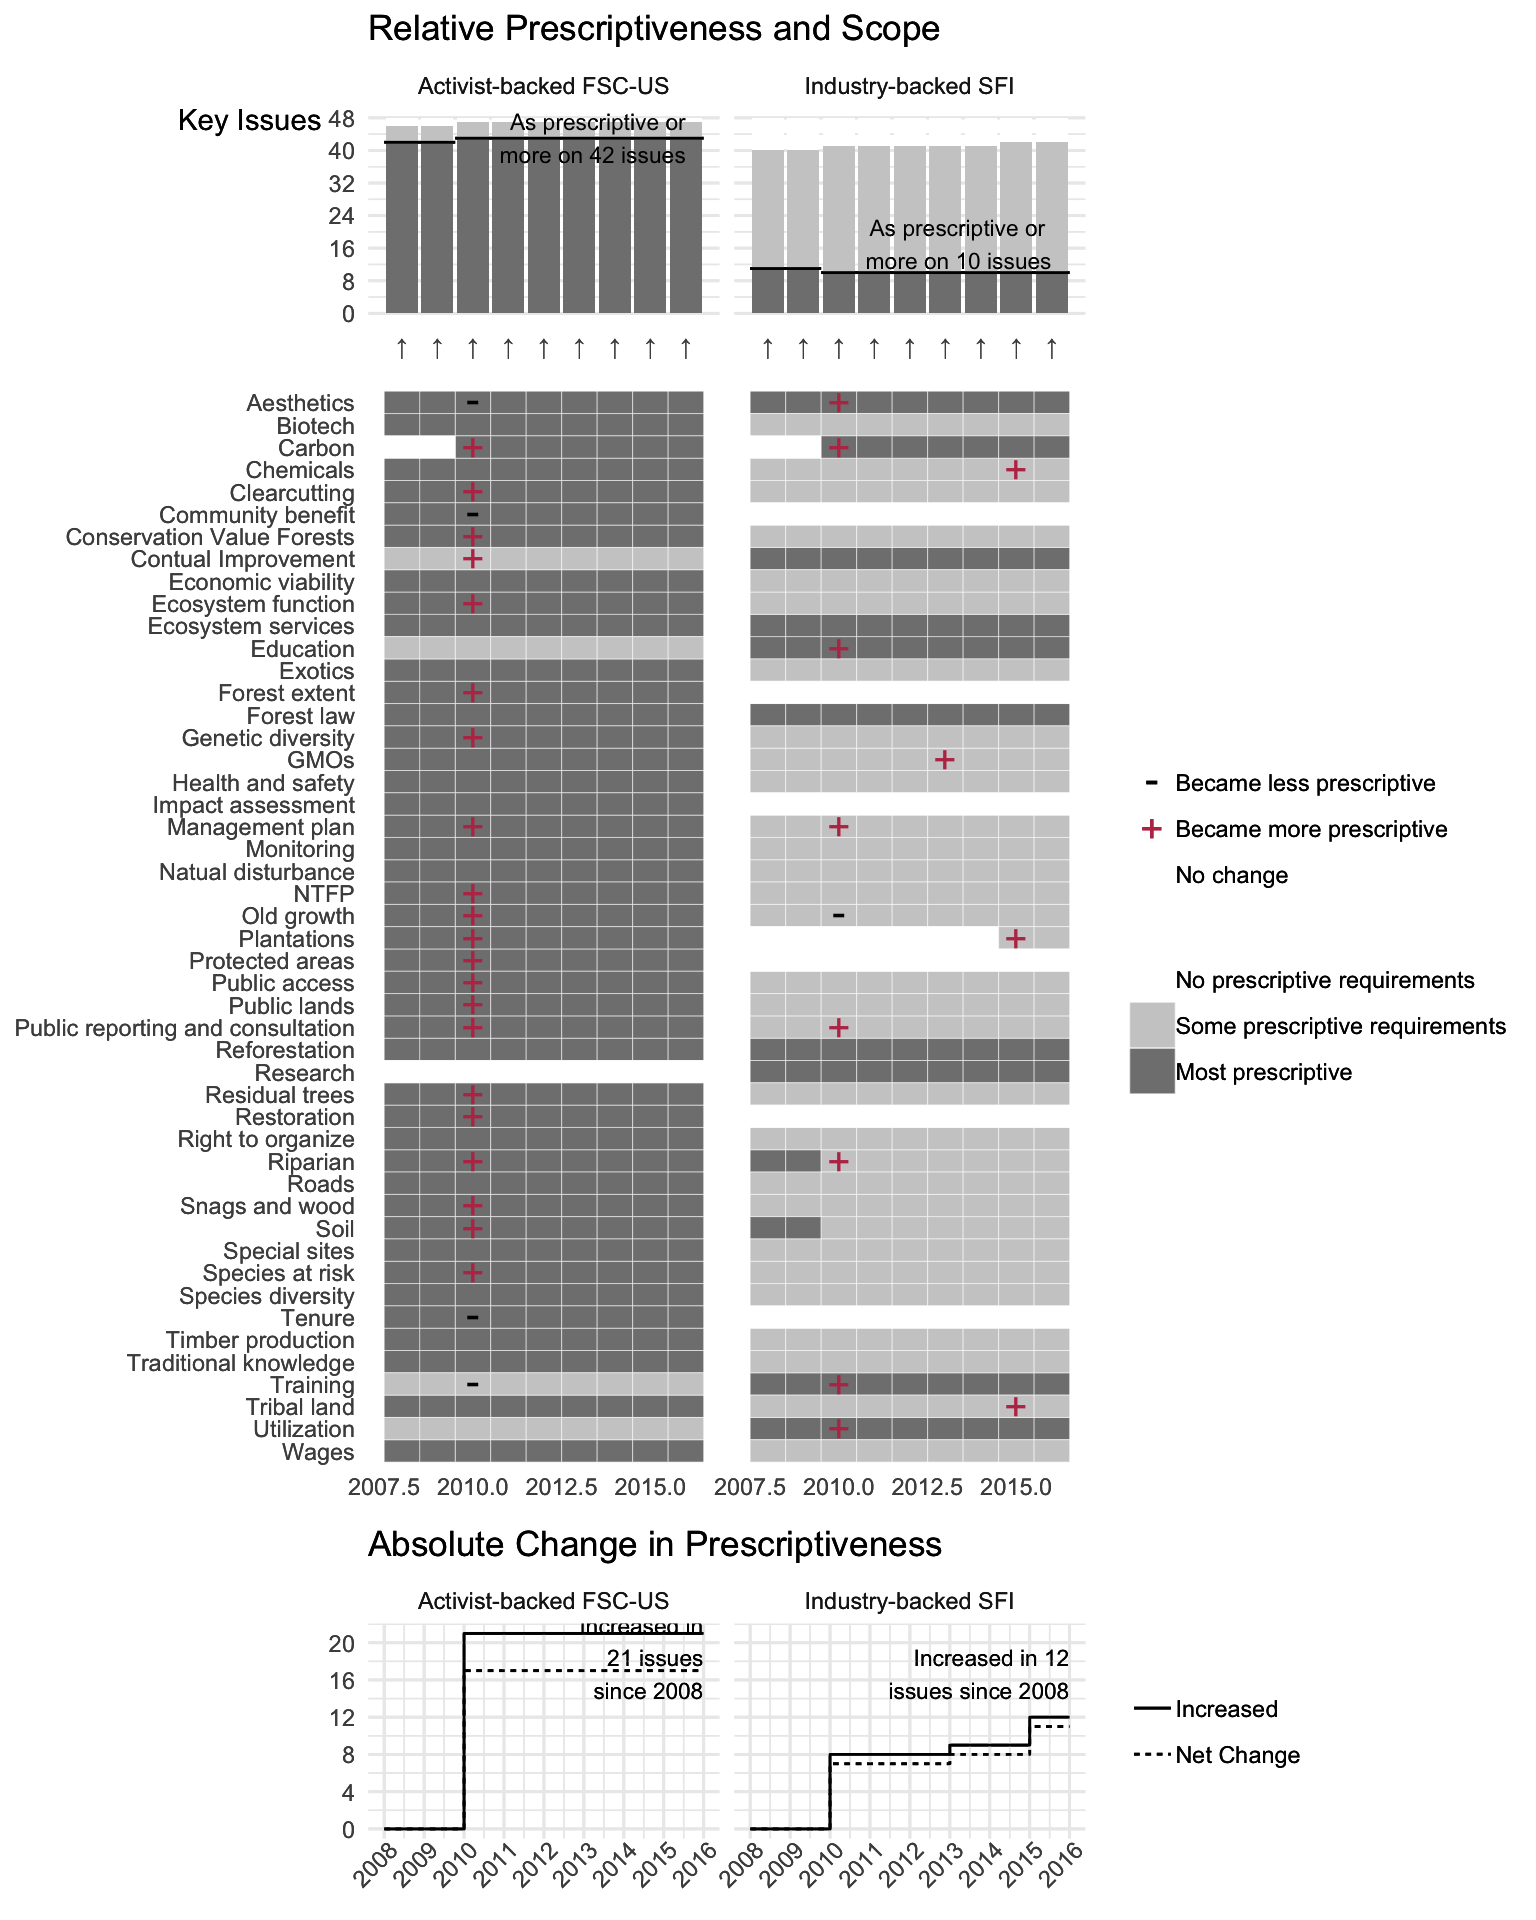 Relative Prescriptiveness and Scope
Activist-backed FSC-US
Industry-backed SFI
Key Issues
48
40
32
24
16
8
0
As prescriptive or
more on 42 issues
As prescriptive or
more on 10 issues
↑ ↑ ↑ ↑ ↑ ↑ ↑ ↑ ↑
↑ ↑ ↑ ↑ ↑ ↑ ↑ ↑ ↑
Aesthetics
Biotech
Carbon
Chemicals
Clearcutting
Community benefit
Conservation Value Forests
Contual Improvement
Economic viability
Ecosystem function
Ecosystem services
Education
Exotics
Forest extent
Forest law
Genetic diversity
GMOs
Health and safety
Impact assessment
Management plan
Monitoring
Natual disturbance
NTFP
Old growth
Plantations
Protected areas
Public access
Public lands
Public reporting and consultation
Reforestation
Research
Residual trees
Restoration
Right to organize
Riparian
Roads
Snags and wood
Soil
Special sites
Species at risk
Species diversity
Tenure
Timber production
Traditional knowledge
Training
Tribal land
Utilization
Wages
2007.5 2010.0 2012.5 2015.0
2007.5 2010.0 2012.5 2015.0
- Became less prescriptive
+ Became more prescriptive
No change
No prescriptive requirements
Some prescriptive requirements
Most prescriptive
Absolute Change in Prescriptiveness
Activist-backed FSC-US
Industry-backed SFI
20
16
12
8
4
0
Increased in
21 issues
since 2008
Increased in 12
issues since 2008
2008 2009 2010 2011 2012 2013 2014 2015 2016
2008 2009 2010 2011 2012 2013 2014 2015 2016
Increased
Net Change